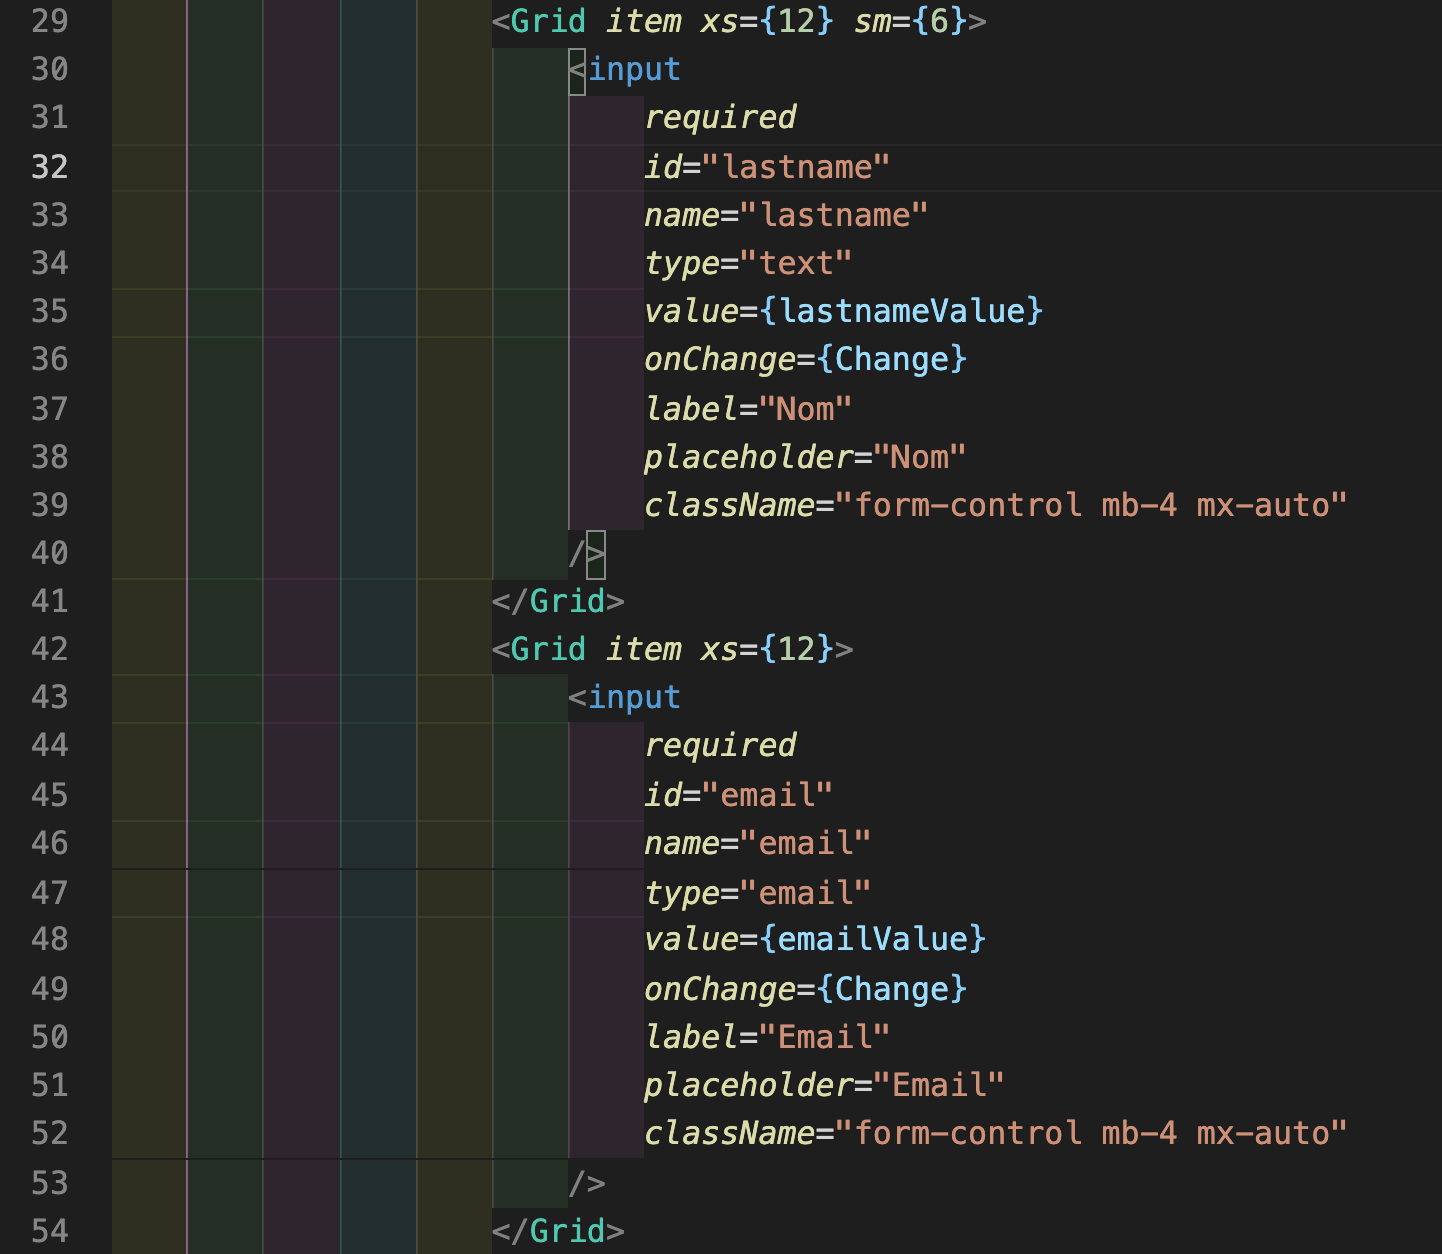 29 <Grid item xs={12} sm={6}>
30 <input
31 required
32 id="lastname"
33 name="lastname"
34 type="text"
35 value={lastnameValue}
36 onChange={Change}
37 label="Nom"
38 placeholder="Nom"
39 className="form-control mb-4 mx-auto"
40 />
41 </Grid>
42 <Grid item xs={12}>
43 <input
44 required
45 id="email"
46 name="email"
47 type="email"
48 value={emailValue}
49 onChange={Change}
50 label="Email"
51 placeholder="Email"
52 className="form-control mb-4 mx-auto"
53 />
54 </Grid>